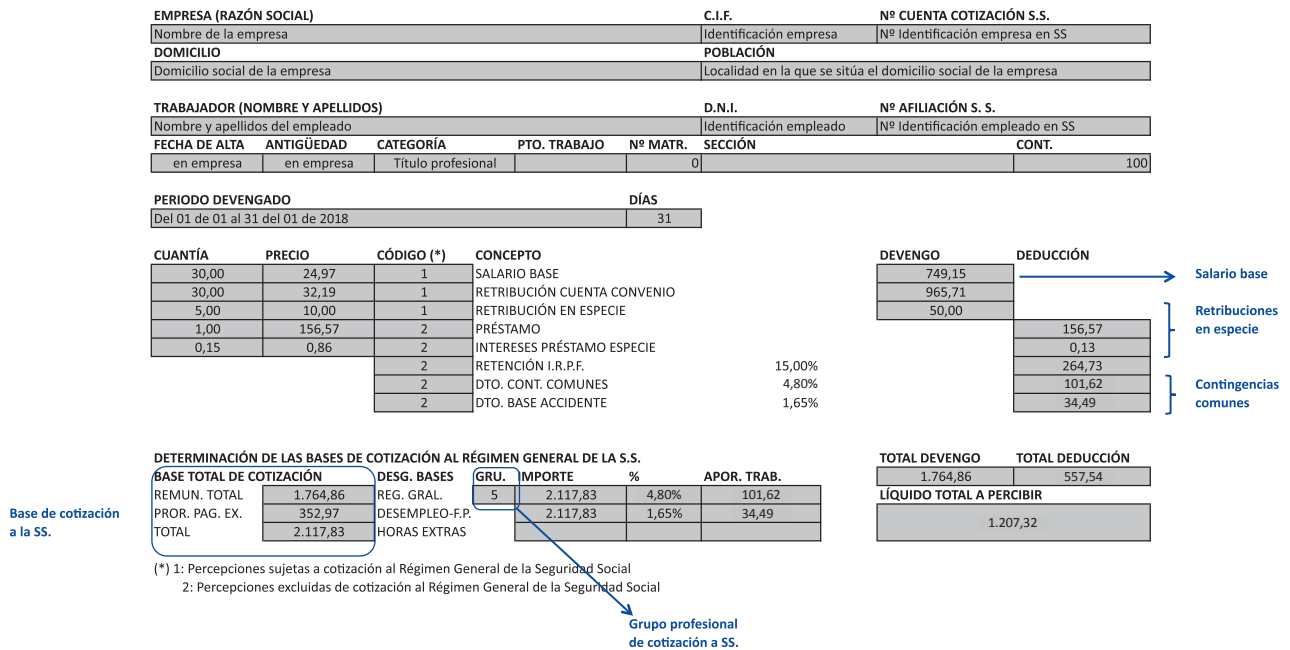 EMPRESA (RAZÓN SOCIAL) C.I.F. Nº CUENTA COTIZACIÓN S.S.
Nombre de la empresa Identificación empresa Nº Identificación empresa en SS
DOMICILIO POBLACIÓN
Domicilio social de la empresa Localidad en la que se sitúa el domicilio social de la empresa
TRABAJADOR (NOMBRE Y APELLIDOS) D.N.I. Nº AFILIACIÓN S. S.
Nombre y apellidos del empleado Identificación empleado Nº Identificación empleado en SS
FECHA DE ALTA ANTIGÜEDAD CATEGORÍA PTO. TRABAJO Nº MATR. SECCIÓN CONT.
en empresa en empresa Título profesional 0 100
PERIODO DEVENGADO DÍAS
Del 01 de 01 al 31 del 01 de 2018 31
CUANTÍA PRECIO CÓDIGO (*) CONCEPTO DEVENGO DEDUCCIÓN
30,00 24,97 1 SALARIO BASE 749,15 Salario base
30,00 32,19 1 RETRIBUCIÓN CUENTA CONVENIO 965,71
5,00 10,00 1 RETRIBUCIÓN EN ESPECIE 50,00 Retribuciones
1,00 156,57 2 PRÉSTAMO 156,57 en especie
0,15 0,86 2 INTERESES PRÉSTAMO ESPECIE 0,13
2 RETENCIÓN I.R.P.F. 15,00% 264,73
2 DTO. CONT. COMUNES 4,80% 101,62 Contingencias
2 DTO. BASE ACCIDENTE 1,65% 34,49 comunes
DETERMINACIÓN DE LAS BASES DE COTIZACIÓN AL RÉGIMEN GENERAL DE LA S.S. TOTAL DEVENGO TOTAL DEDUCCIÓN
BASE TOTAL DE COTIZACIÓN DESG. BASES GRU. IMPORTE % APOR. TRAB. 1.764,86 557,54
REMUN. TOTAL 1.764,86 REG. GRAL. 5 2.117,83 4,80% 101,62 LÍQUIDO TOTAL A PERCIBIR
Base de cotización PROR. PAG. EX. 352,97 DESEMPLEO-F.P. 2.117,83 1,65% 34,49 1.207,32
a la SS. TOTAL 2.117,83 HORAS EXTRAS
(*) 1: Percepciones sujetas a cotización al Régimen General de la Seguridad Social
2: Percepciones excluidas de cotización al Régimen General de la Seguridad Social
Grupo profesional
de cotización a SS.